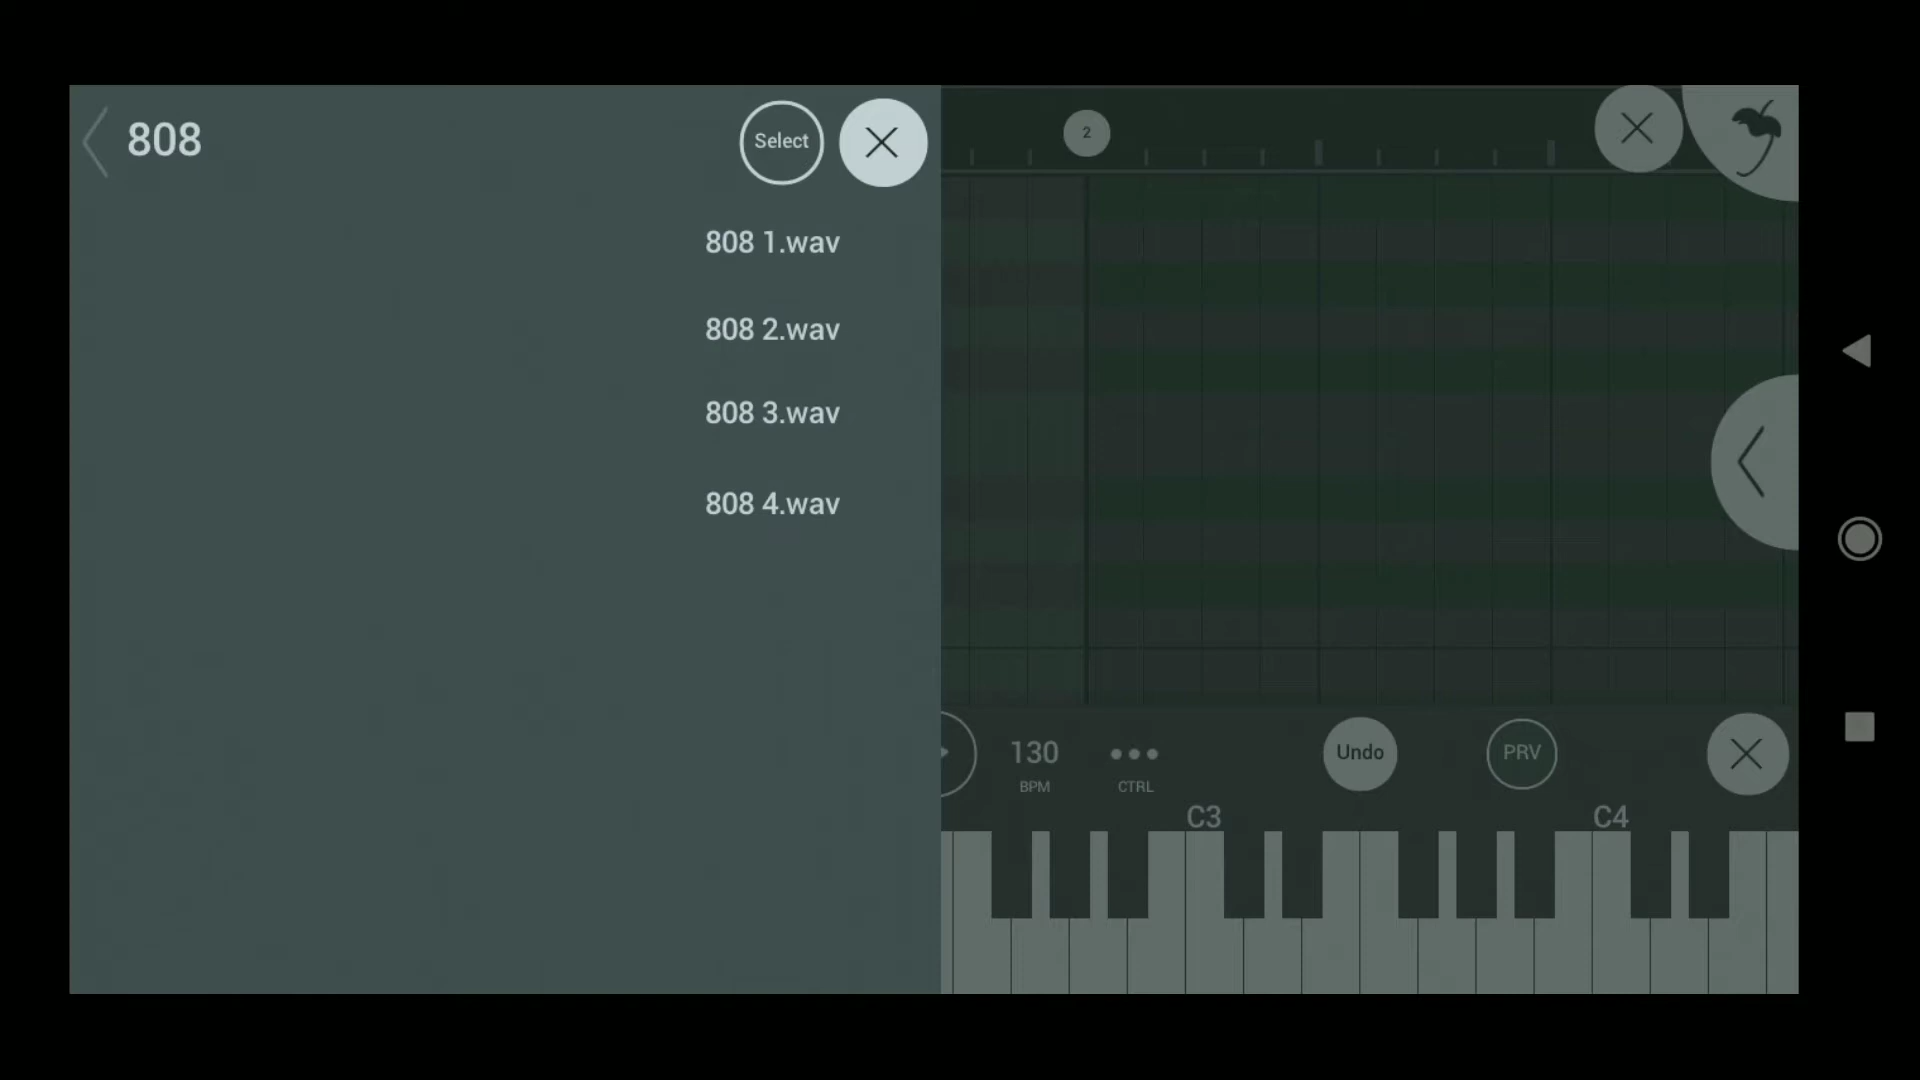 808
Select
808 1.wav
808 2.wav
808 3.wav
808 4.wav
2
130
BPM
CTRL
Undo
PRV
C3
C4